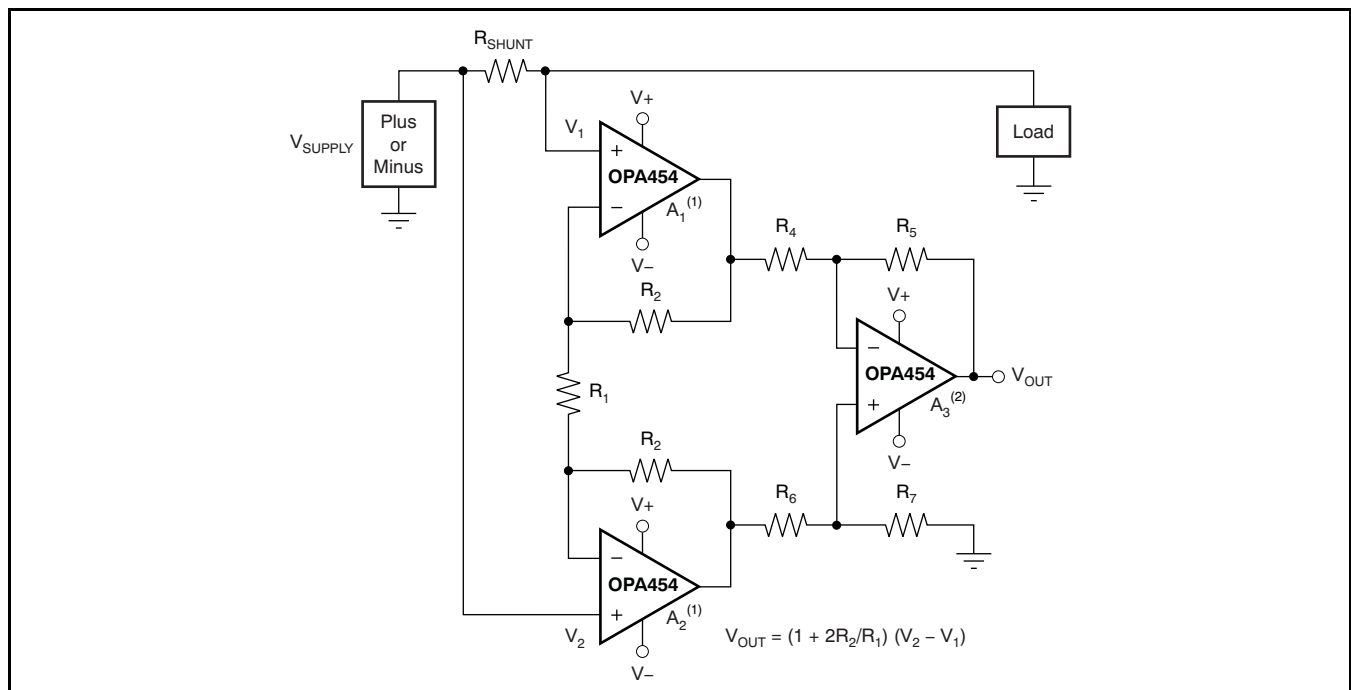 R_SHUNT
V_SUPPLY
Plus
or
Minus
Load
V_1
V+
+
OPA454
−
A_1^(1)
V−
R_4
R_5
R_2
V+
−
OPA454
+
A_3^(2)
V−
V_OUT
R_1
R_2
V+
R_6
R_7
−
OPA454
+
A_2^(1)
V_2
V−
V_OUT = (1 + 2R_2/R_1) (V_2 − V_1)